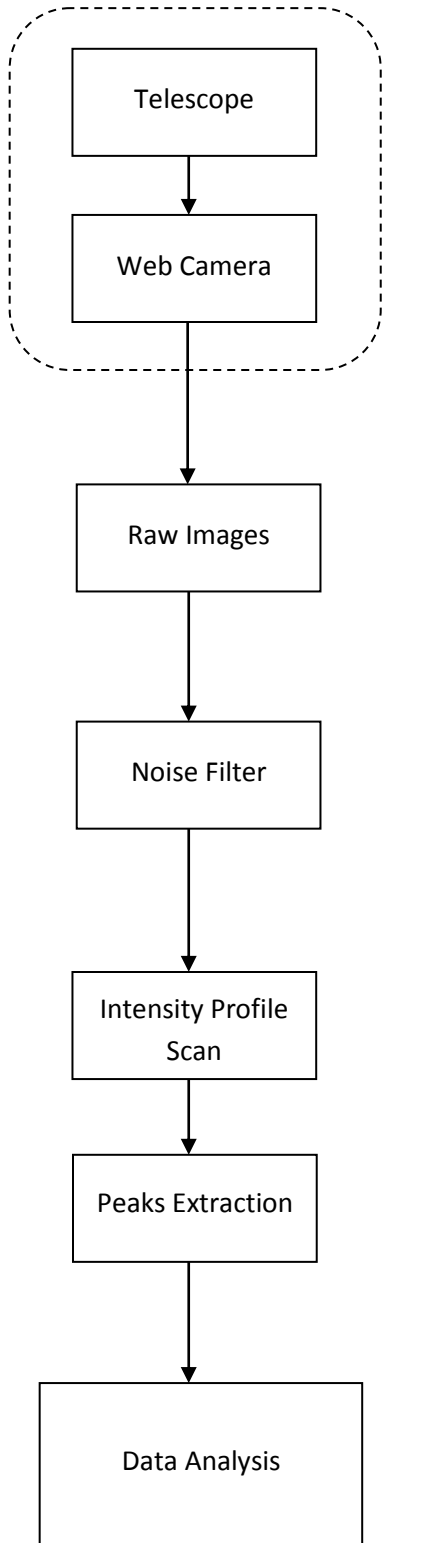 Telescope
Web Camera
Raw Images
Noise Filter
Intensity Profile
Scan
Peaks Extraction
Data Analysis